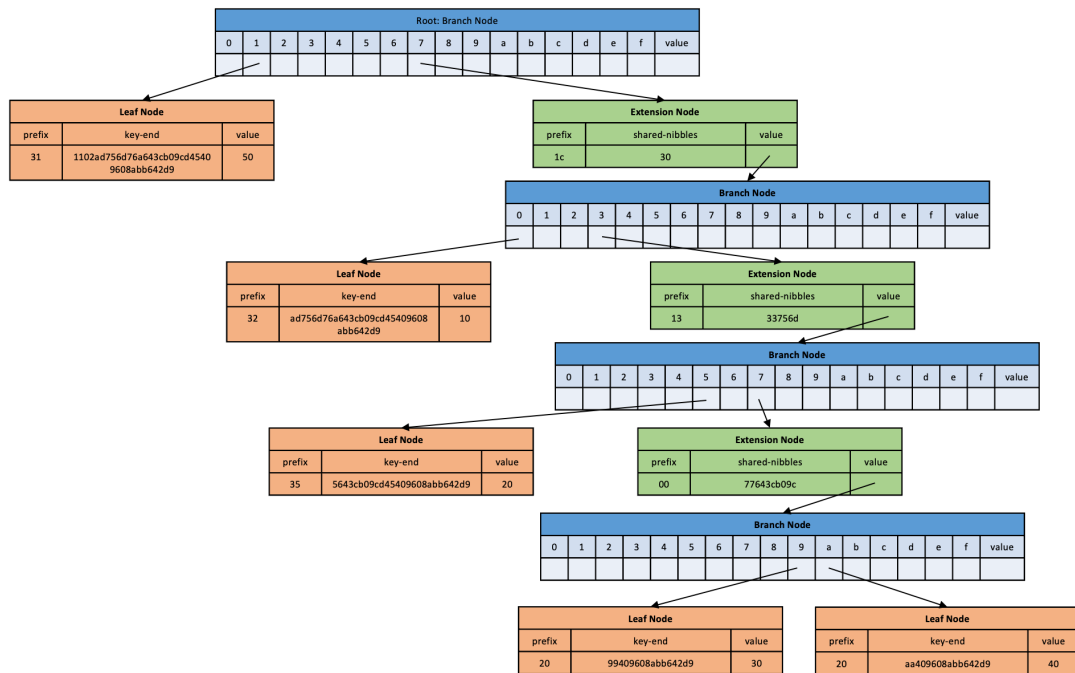 Root: Branch Node
0 1 2 3 4 5 6 7 8 9 a b c d e f value
Leaf Node
prefix key-end value
31 1102ad756d76a643cb09cd4540 50
9608abb642d9
Extension Node
prefix shared-nibbles value
1c 30
Branch Node
0 1 2 3 4 5 6 7 8 9 a b c d e f value
Leaf Node
prefix key-end value
32 ad756d76a643cb09cd45409608 10
abb642d9
Extension Node
prefix shared-nibbles value
13 33756d
Branch Node
0 1 2 3 4 5 6 7 8 9 a b c d e f value
Leaf Node
prefix key-end value
35 5643cb09cd45409608abb642d9 20
Extension Node
prefix shared-nibbles value
00 77643cb09c
Branch Node
0 1 2 3 4 5 6 7 8 9 a b c d e f value
Leaf Node
prefix key-end value
20 99409608abb642d9 30
Leaf Node
prefix key-end value
20 aa409608abb642d9 40